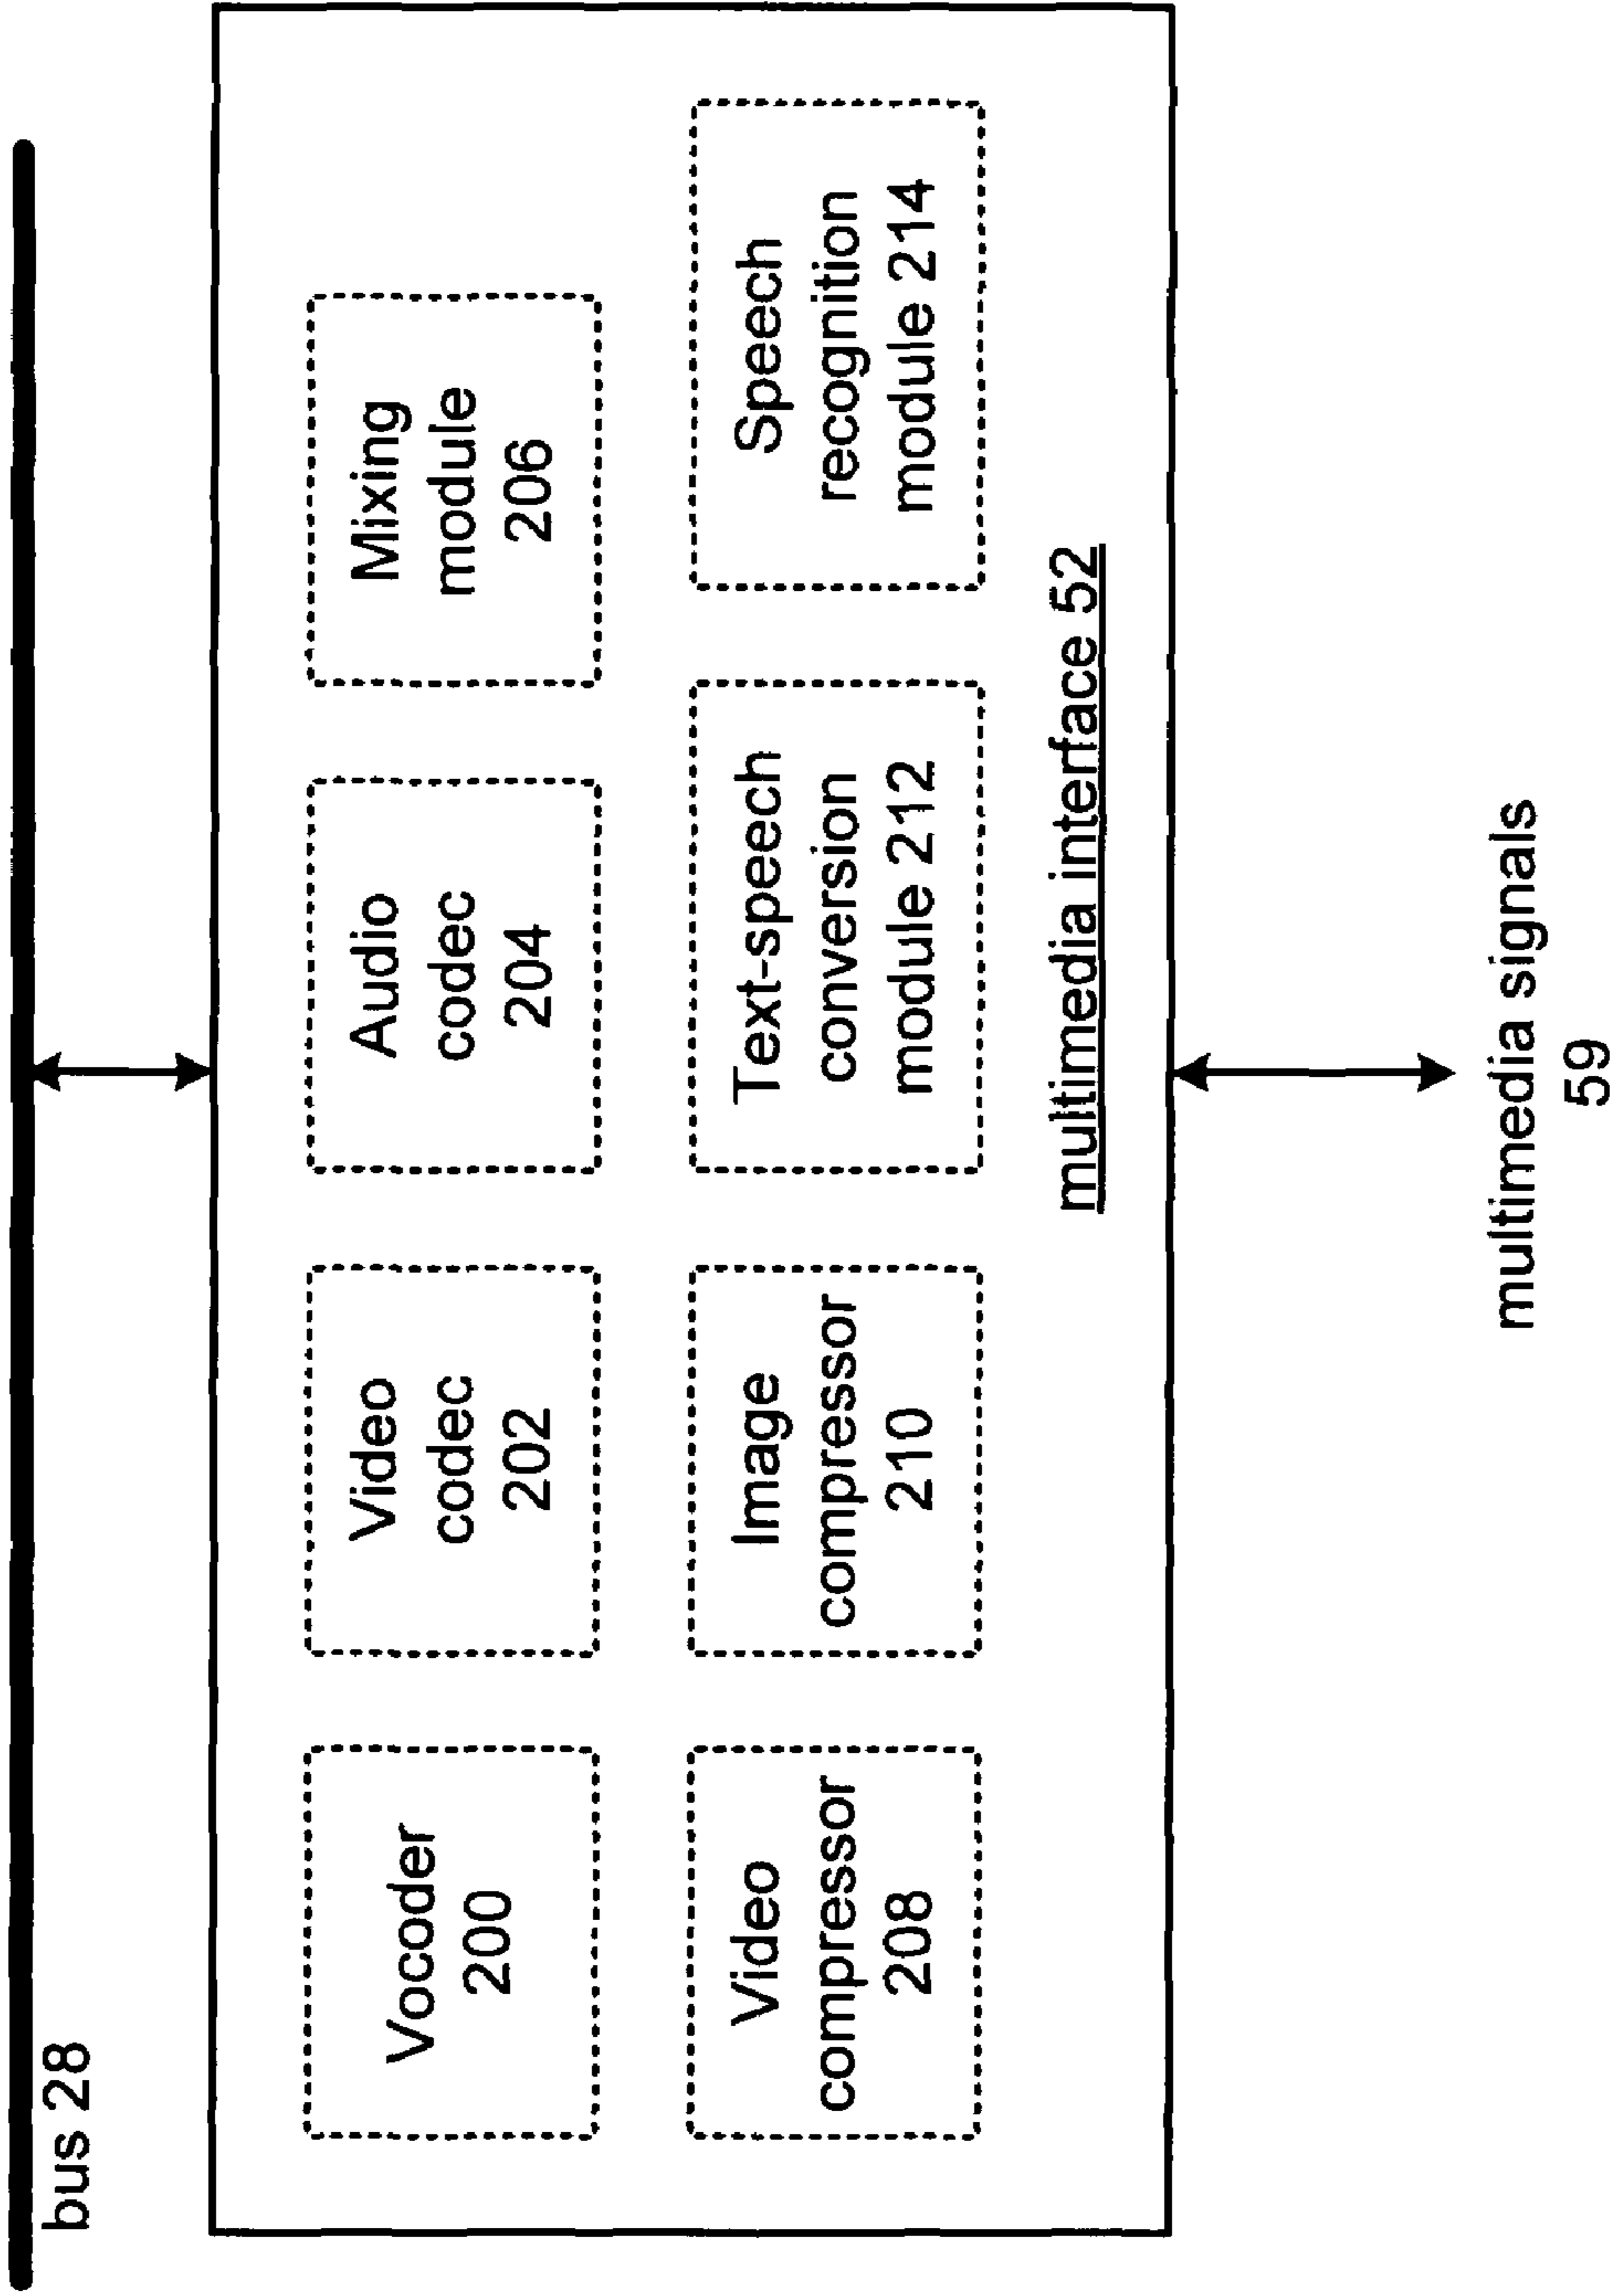 bus 28
Vocoder
200
Video
codec
202
Audio
codec
204
Mixing
module
206
Video
compressor
208
Image
compressor
210
Text-speech
conversion
module 212
Speech
recognition
module 214
multimedia interface 52
multimedia signals
59